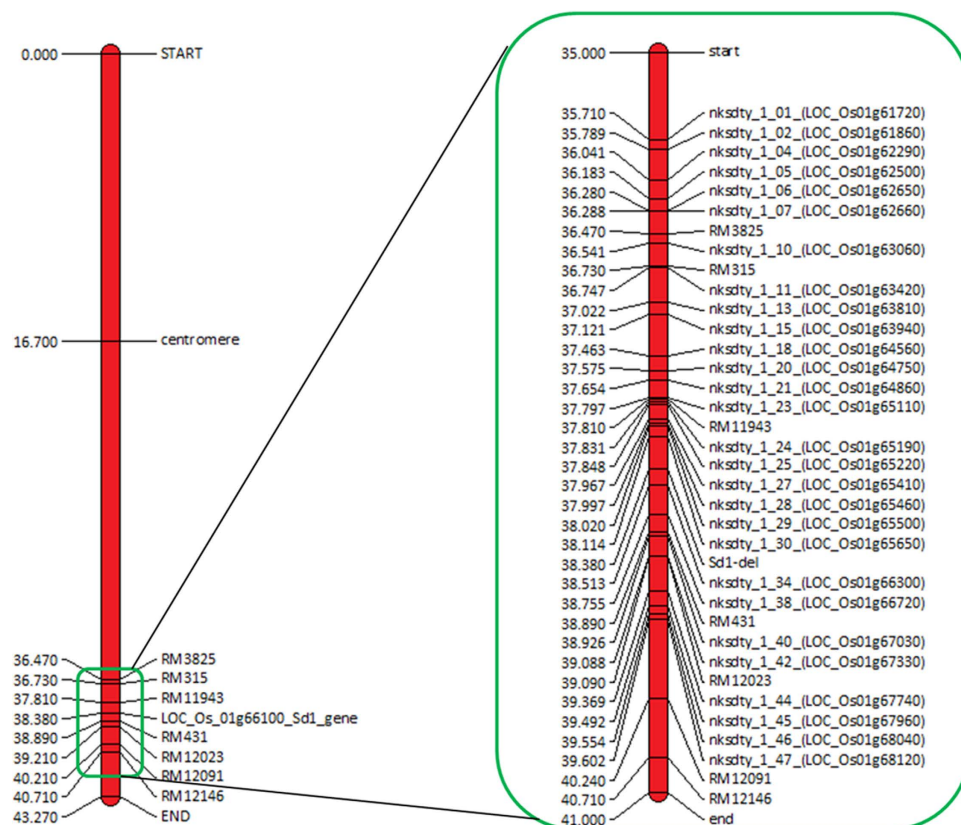 0.000 START
16.700 centromere
36.470 RM3825
36.730 RM315
37.810 RM11943
38.380 LOC_Os_01g66100_Sd1_gene
38.890 RM431
39.210 RM12023
40.210 RM12091
40.710 RM12146
43.270 END
35.000 start
35.710 nksdty_1_01_(LOC_Os01g61720)
35.789 nksdty_1_02_(LOC_Os01g61860)
36.041 nksdty_1_04_(LOC_Os01g62290)
36.183 nksdty_1_05_(LOC_Os01g62500)
36.280 nksdty_1_06_(LOC_Os01g62650)
36.288 nksdty_1_07_(LOC_Os01g62660)
36.470 RM3825
36.541 nksdty_1_10_(LOC_Os01g63060)
36.730 RM315
36.747 nksdty_1_11_(LOC_Os01g63420)
37.022 nksdty_1_13_(LOC_Os01g63810)
37.121 nksdty_1_15_(LOC_Os01g63940)
37.463 nksdty_1_18_(LOC_Os01g64560)
37.575 nksdty_1_20_(LOC_Os01g64750)
37.654 nksdty_1_21_(LOC_Os01g64860)
37.797 nksdty_1_23_(LOC_Os01g65110)
37.810 RM11943
37.831 nksdty_1_24_(LOC_Os01g65190)
37.848 nksdty_1_25_(LOC_Os01g65220)
37.967 nksdty_1_27_(LOC_Os01g65410)
37.997 nksdty_1_28_(LOC_Os01g65460)
38.020 nksdty_1_29_(LOC_Os01g65500)
38.114 nksdty_1_30_(LOC_Os01g65650)
38.380 Sd1-del
38.513 nksdty_1_34_(LOC_Os01g66300)
38.755 nksdty_1_38_(LOC_Os01g66720)
38.890 RM431
38.926 nksdty_1_40_(LOC_Os01g67030)
39.088 nksdty_1_42_(LOC_Os01g67330)
39.090 RM12023
39.369 nksdty_1_44_(LOC_Os01g67740)
39.492 nksdty_1_45_(LOC_Os01g67960)
39.554 nksdty_1_46_(LOC_Os01g68040)
39.602 nksdty_1_47_(LOC_Os01g68120)
40.240 RM12091
40.710 RM12146
41.000 end